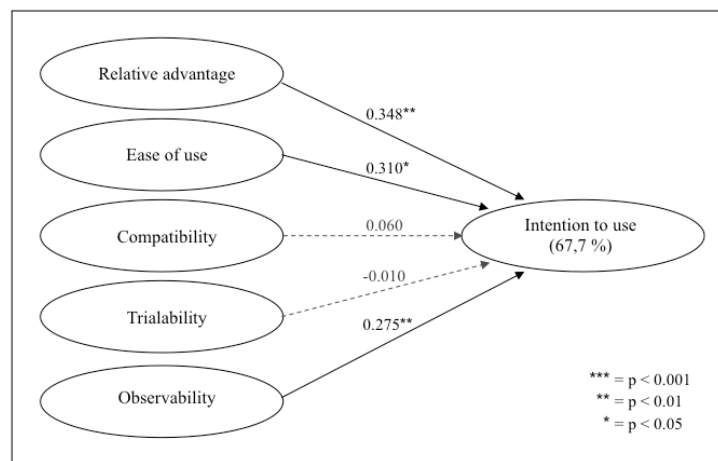 Relative advantage
0.348**
Ease of use
0.310*
Compatibility
0.060
Intention to use
(67,7 %)
-0.010
Trialability
0.275**
Observability
*** = p < 0.001
** = p < 0.01
* = p < 0.05